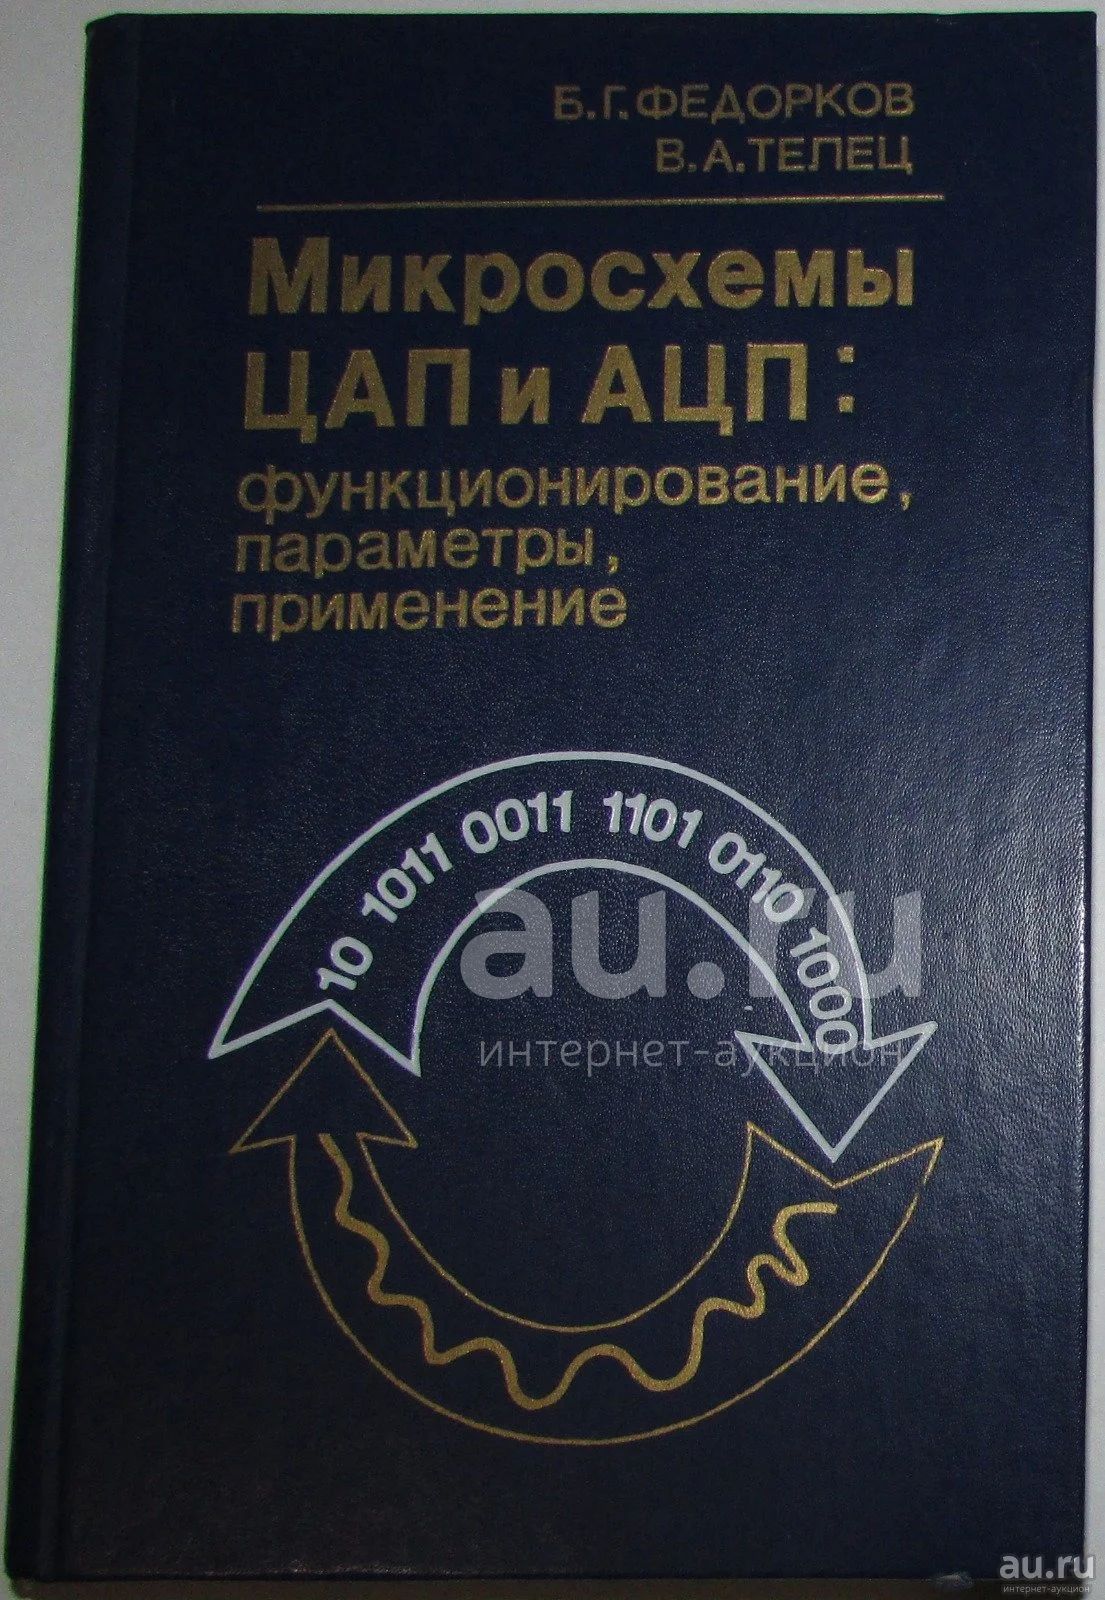 Б.Г.ФЕДОРКОВ
В.А.ТЕЛЕЦ
Микросхемы
ЦАП и АЦП:
функционирование,
параметры,
применение
10 1011 0011 1101 0110 1000
au.ru
интернет-аукцион
au.ru
интернет-аукцион